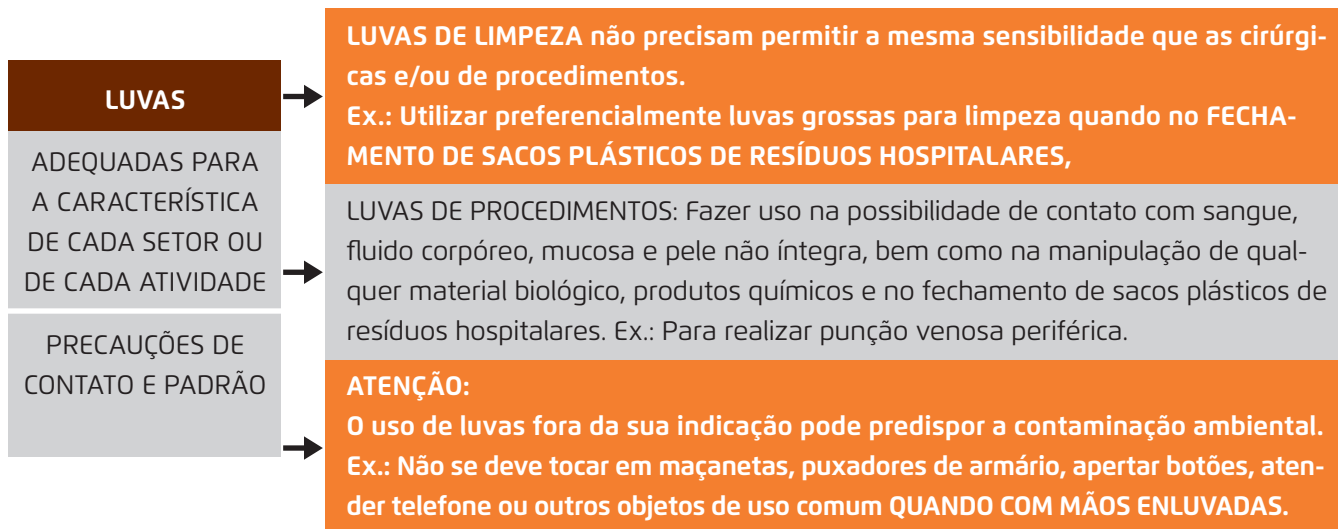 LUVAS
ADEQUADAS PARA
A CARACTERÍSTICA
DE CADA SETOR OU
DE CADA ATIVIDADE
PRECAUÇÕES DE
CONTATO E PADRÃO
LUVAS DE LIMPEZA não precisam permitir a mesma sensibilidade que as cirúrgi-
cas e/ou de procedimentos.
Ex.: Utilizar preferencialmente luvas grossas para limpeza quando no FECHA-
MENTO DE SACOS PLÁSTICOS DE RESÍDUOS HOSPITALARES,
LUVAS DE PROCEDIMENTOS: Fazer uso na possibilidade de contato com sangue,
fluido corpóreo, mucosa e pele não íntegra, bem como na manipulação de qual-
quer material biológico, produtos químicos e no fechamento de sacos plásticos de
resíduos hospitalares. Ex.: Para realizar punção venosa periférica.
ATENÇÃO:
O uso de luvas fora da sua indicação pode predispor a contaminação ambiental.
Ex.: Não se deve tocar em maçanetas, puxadores de armário, apertar botões, aten-
der telefone ou outros objetos de uso comum QUANDO COM MÃOS ENLUVADAS.